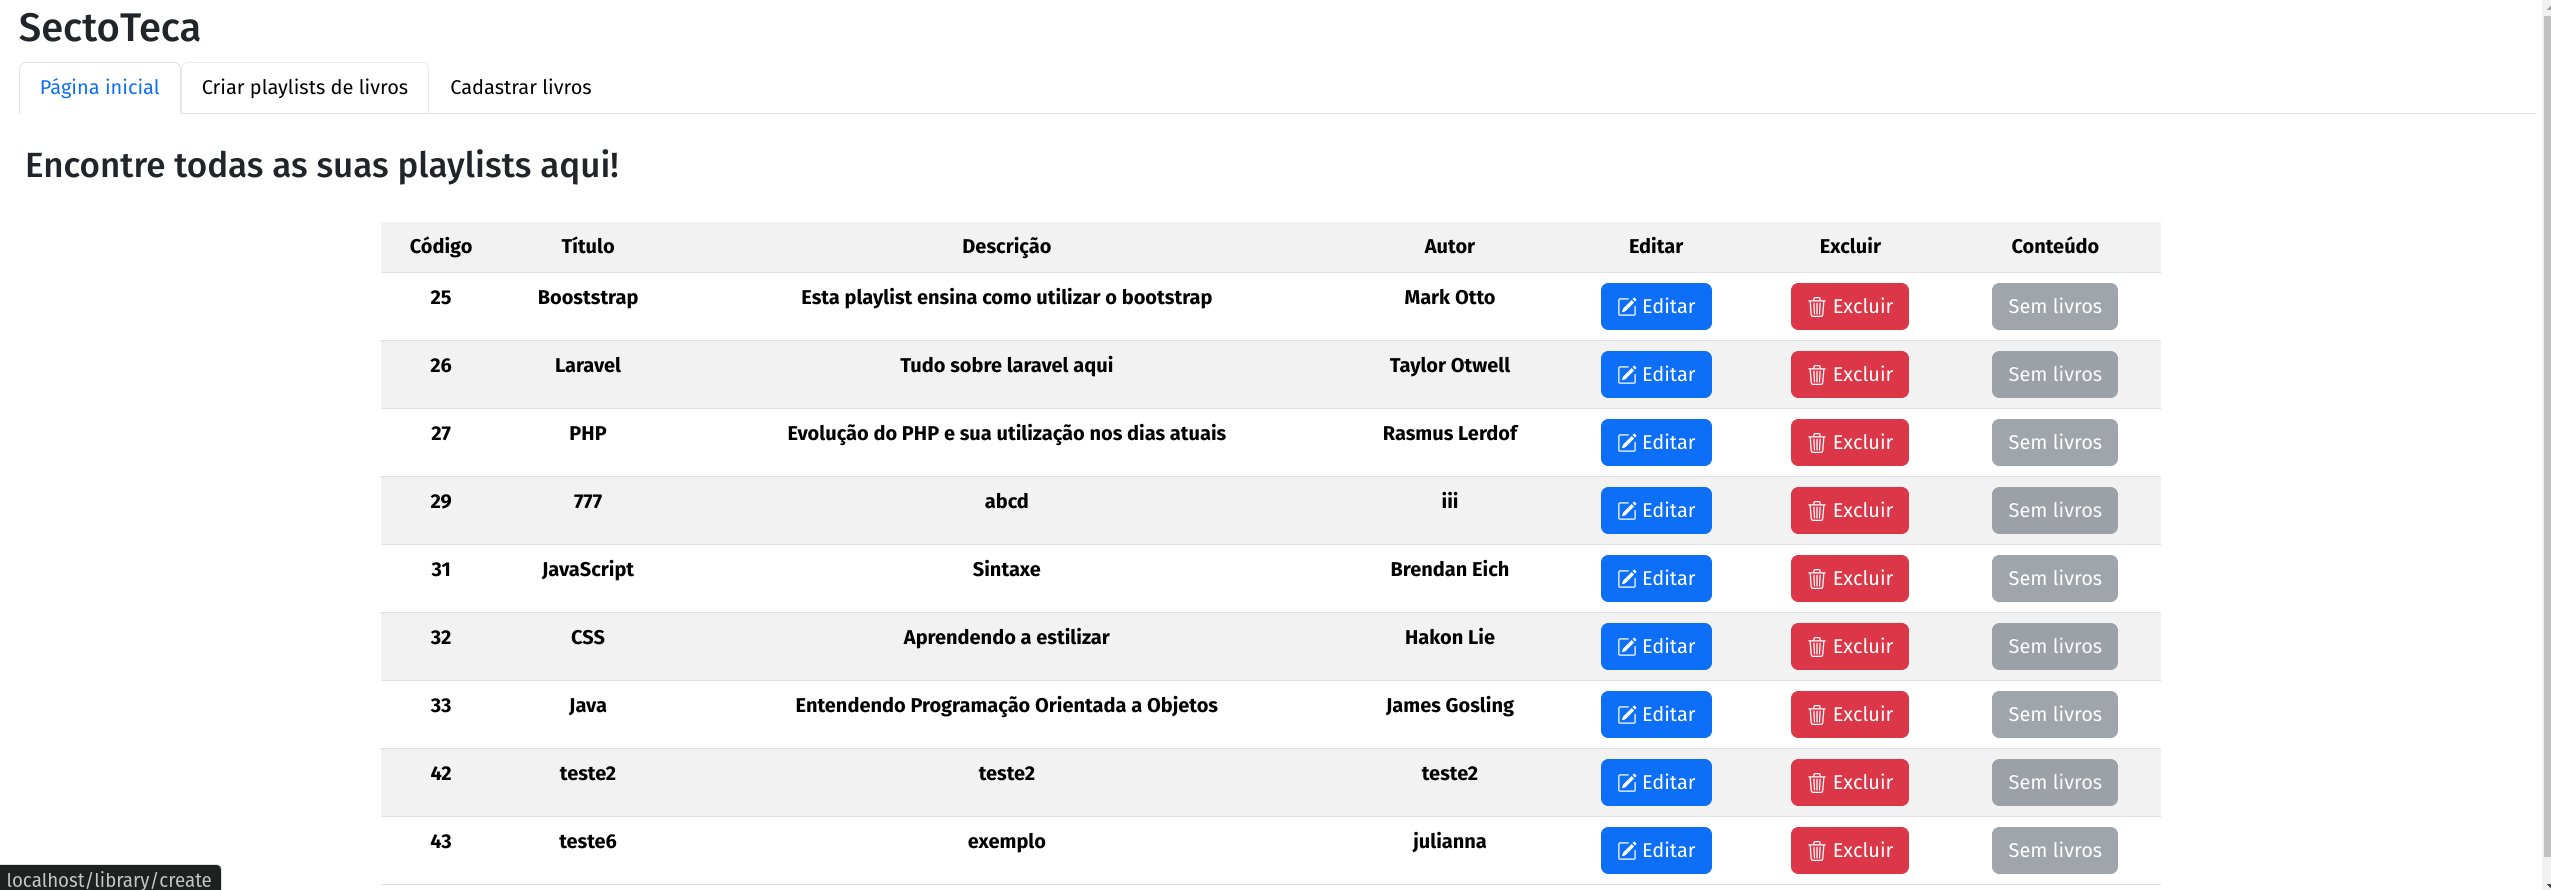 SectoTeca
Página inicial Criar playlists de livros Cadastrar livros
Encontre todas as suas playlists aqui!
Código Título Descrição Autor Editar Excluir Conteúdo
25 Booststrap Esta playlist ensina como utilizar o bootstrap Mark Otto Editar Excluir Sem livros
26 Laravel Tudo sobre laravel aqui Taylor Otwell Editar Excluir Sem livros
27 PHP Evolução do PHP e sua utilização nos dias atuais Rasmus Lerdof Editar Excluir Sem livros
29 777 abcd iii Editar Excluir Sem livros
31 JavaScript Sintaxe Brendan Eich Editar Excluir Sem livros
32 CSS Aprendendo a estilizar Hakon Lie Editar Excluir Sem livros
33 Java Entendendo Programação Orientada a Objetos James Gosling Editar Excluir Sem livros
42 teste2 teste2 teste2 Editar Excluir Sem livros
43 teste6 exemplo julianna Editar Excluir Sem livros
localhost/library/create